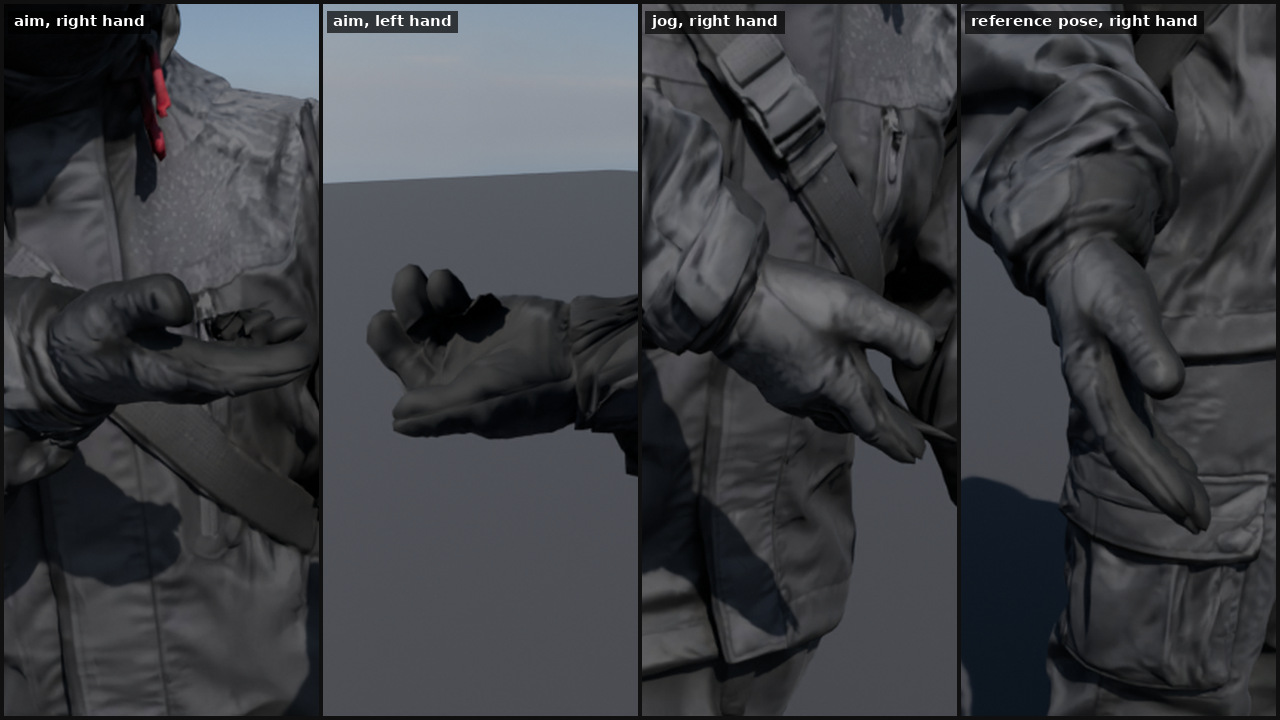 aim, right hand
aim, left hand
jog, right hand
reference pose, right hand